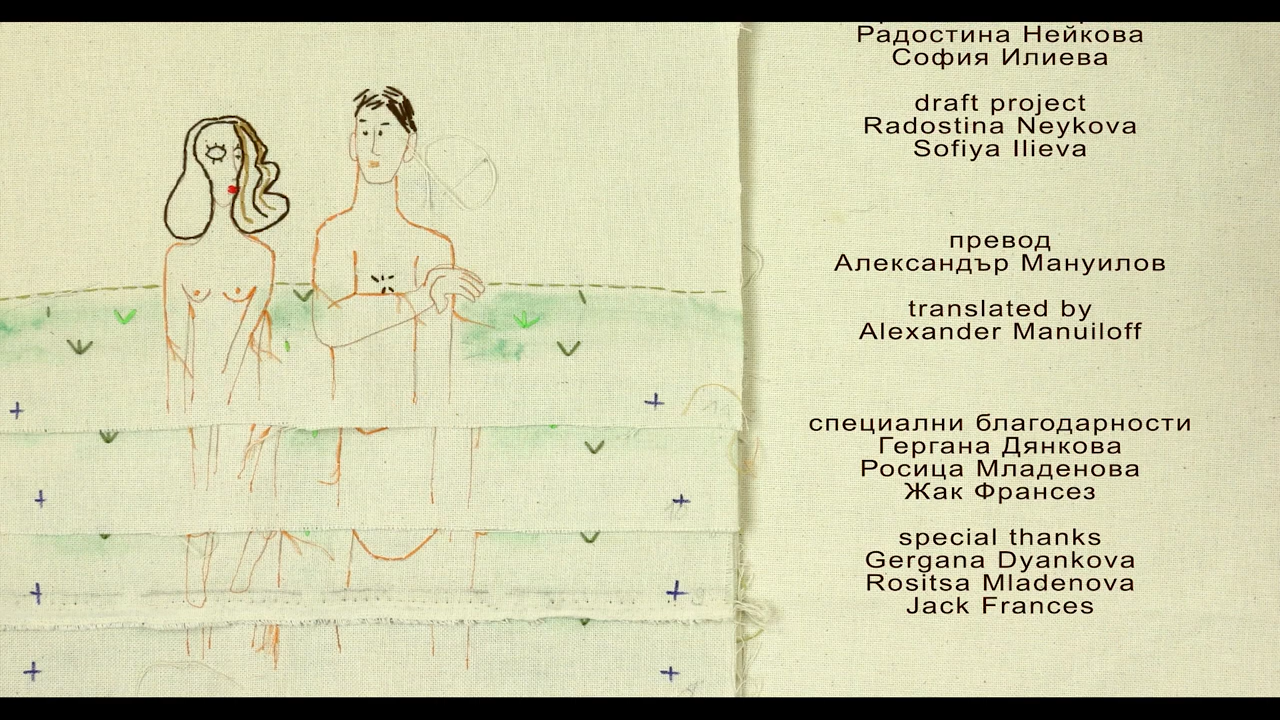 Радостина Нейкова
София Илиева
draft project
Radostina Neykova
Sofiya Ilieva
превод
Александър Мануилов
translated by
Alexander Manuiloff
специални благодарности
Гергана Дянкова
Росица Младенова
Жак Франсез
special thanks
Gergana Dyankova
Rositsa Mladenova
Jack Frances